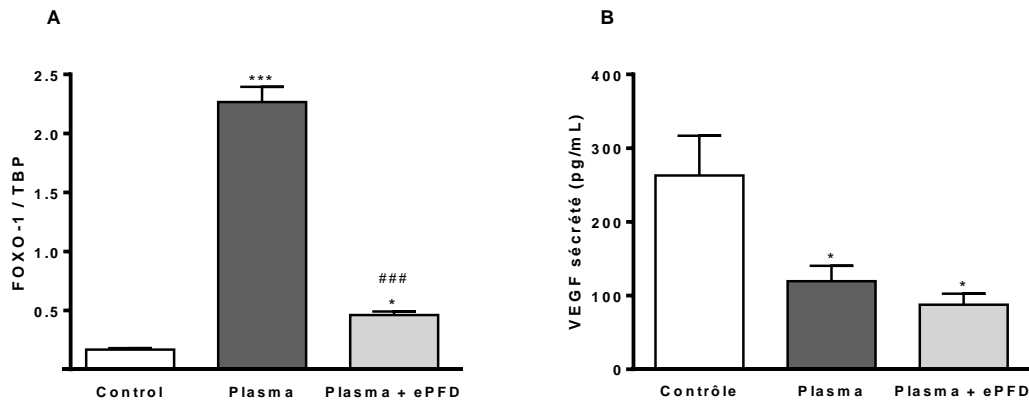 A
FOXO-1 / TBP
2.5
2.0
1.5
1.0
0.5
***
###
*
Control
Plasma
Plasma + ePFD
B
VEGF sécrété (pg/mL)
400
300
200
100
0
*
*
Contrôle
Plasma
Plasma + ePFD